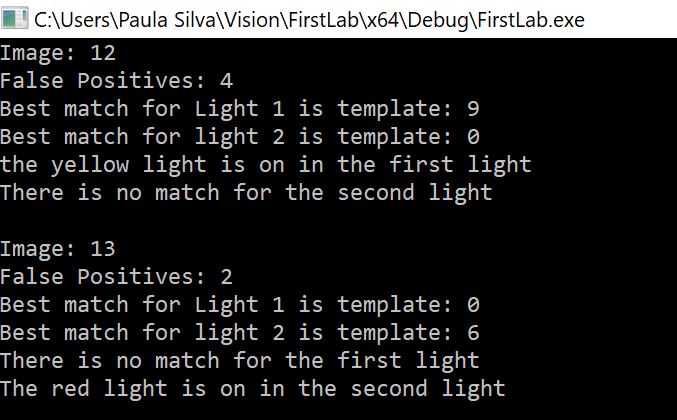 C:\Users\Paula Silva\Vision\FirstLab\x64\Debug\FirstLab.exe
Image: 12
False Positives: 4
Best match for Light 1 is template: 9
Best match for light 2 is template: 0
the yellow light is on in the first light
There is no match for the second light
Image: 13
False Positives: 2
Best match for Light 1 is template: 0
Best match for light 2 is template: 6
There is no match for the first light
The red light is on in the second light